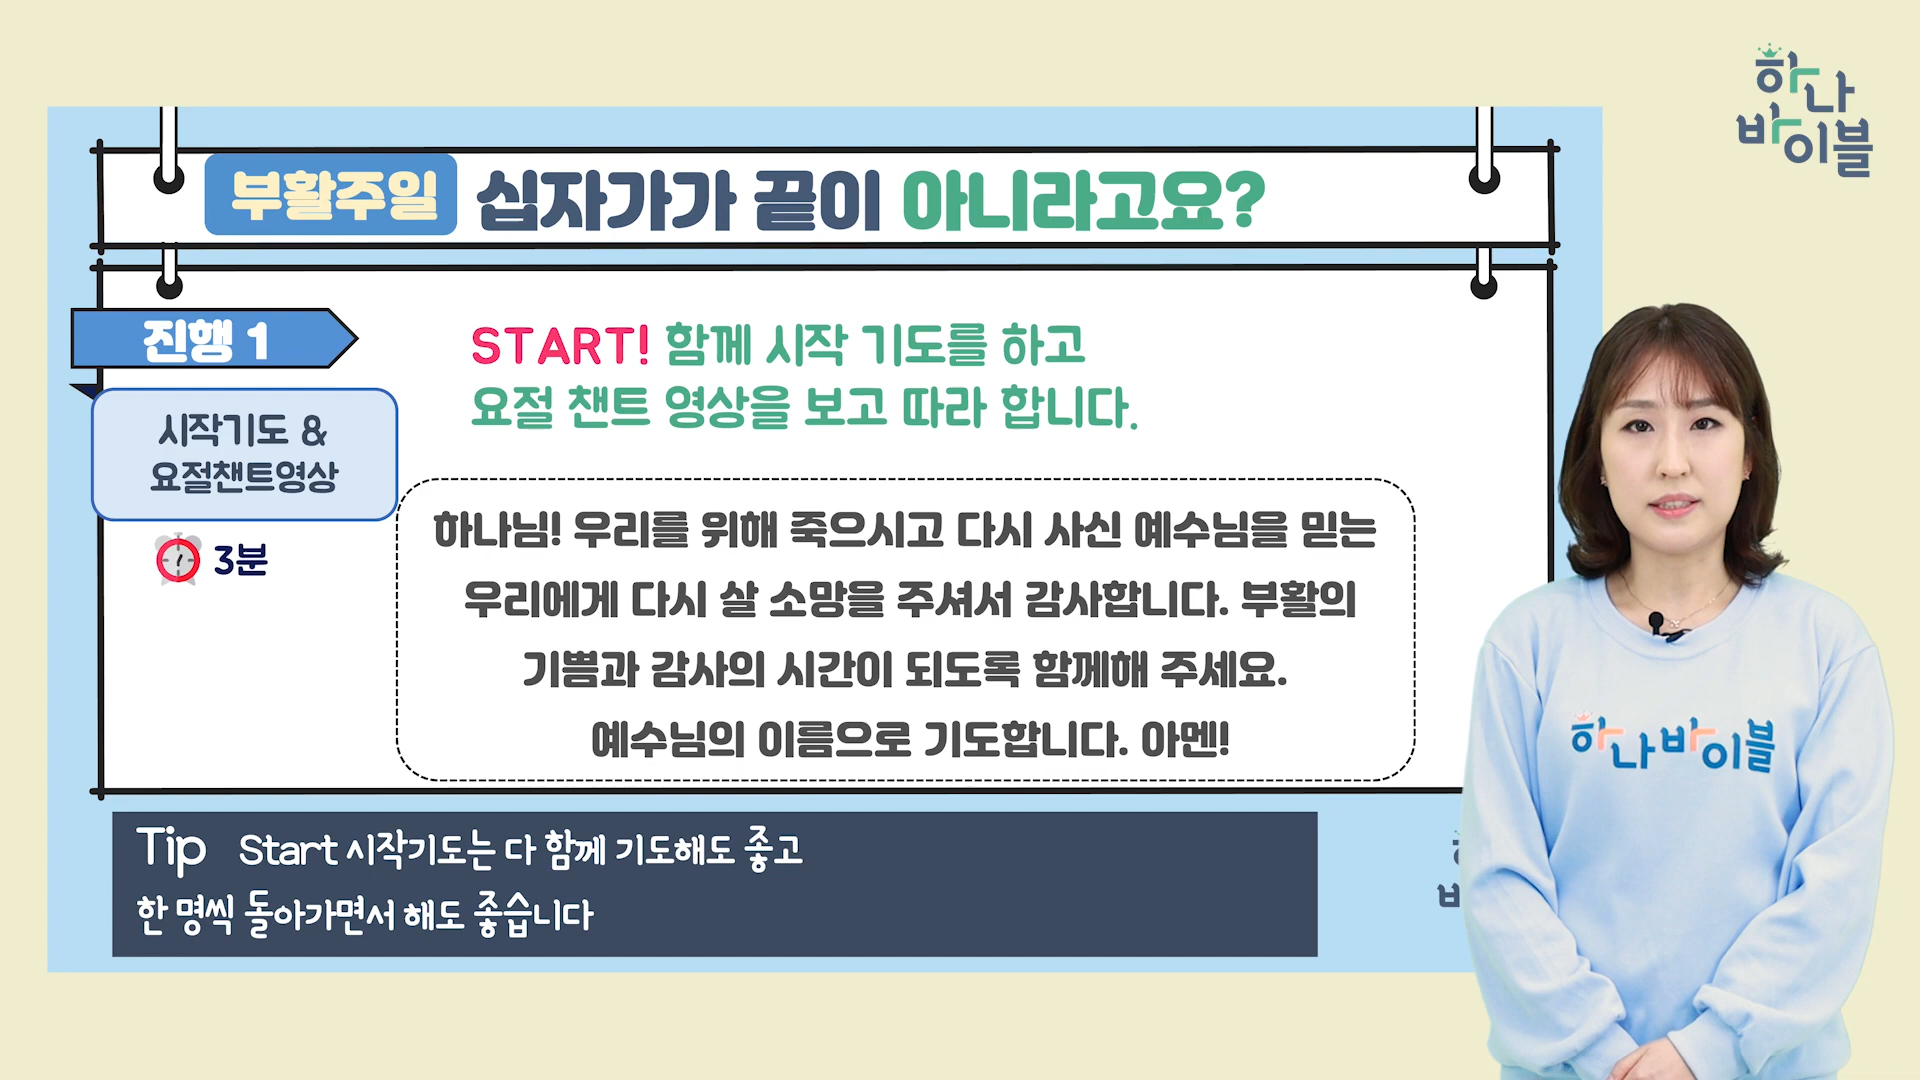 하나
바이블
부활주일 십자가가 끝이 아니라고요?
진행 1
시작기도 &
요절챈트영상
3분
START! 함께 시작 기도를 하고
요절 챈트 영상을 보고 따라 합니다.
하나님! 우리를 위해 죽으시고 다시 사신 예수님을 믿는
우리에게 다시 살 소망을 주셔서 감사합니다. 부활의
기쁨과 감사의 시간이 되도록 함께해 주세요.
예수님의 이름으로 기도합니다. 아멘!
Tip Start 시작기도는 다 함께 기도해도 좋고
한 명씩 돌아가면서 해도 좋습니다
하나바이블